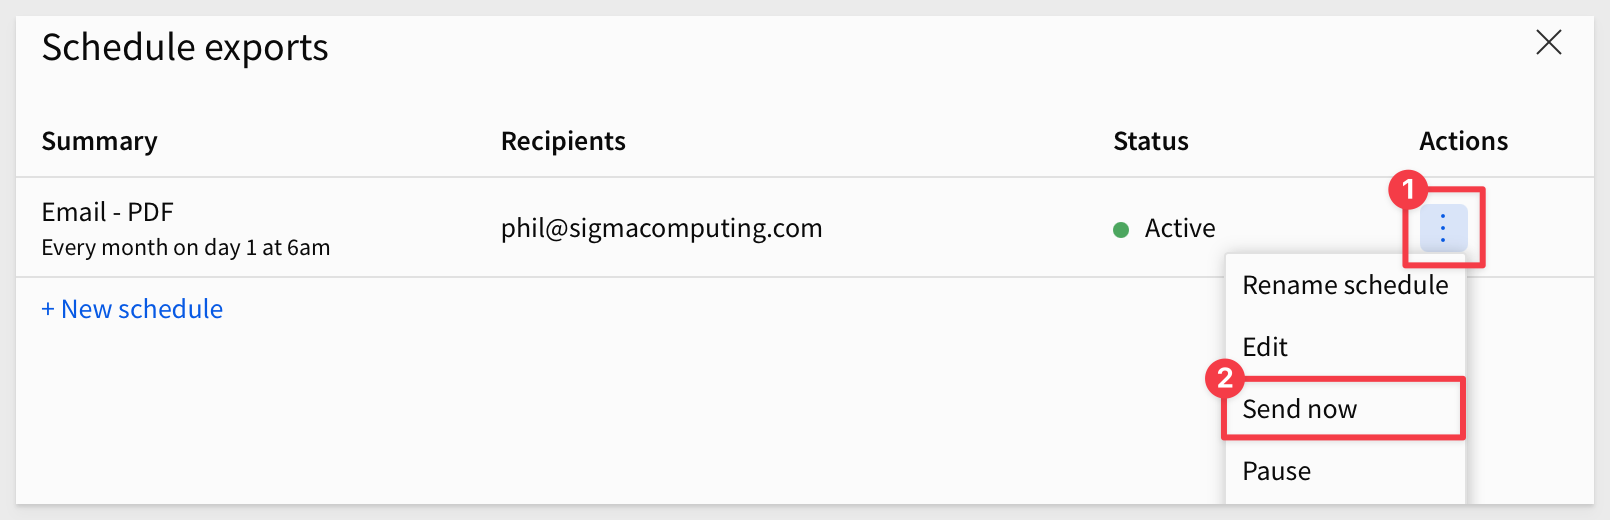 Schedule exports
Summary Recipients Status Actions
1
Email - PDF
Every month on day 1 at 6am
phil@sigmacomputing.com
Active
+ New schedule
Rename schedule
Edit
2
Send now
Pause